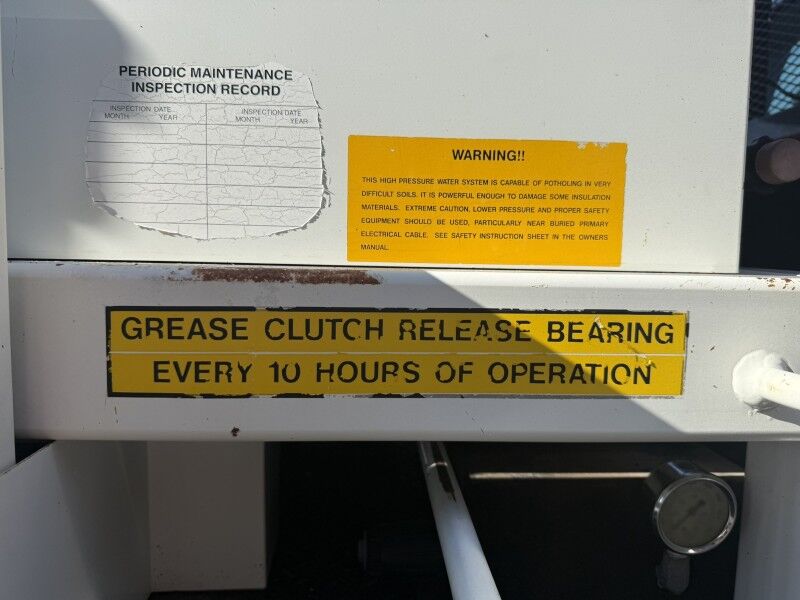 PERIODIC MAINTENANCE
INSPECTION RECORD
INSPECTION DATE INSPECTION DATE
MONTH YEAR MONTH YEAR
WARNING!!
THIS HIGH PRESSURE WATER SYSTEM IS CAPABLE OF POTHOLING IN VERY
DIFFICULT SOILS. IT IS POWERFUL ENOUGH TO DAMAGE SOME INSULATION
MATERIALS. EXTREME CAUTION, LOWER PRESSURE AND PROPER SAFETY
EQUIPMENT SHOULD BE USED, PARTICULARLY NEAR BURIED PRIMARY
ELECTRICAL CABLE. SEE SAFETY INSTRUCTION SHEET IN THE OWNERS
MANUAL.
GREASE CLUTCH RELEASE BEARING
EVERY 10 HOURS OF OPERATION